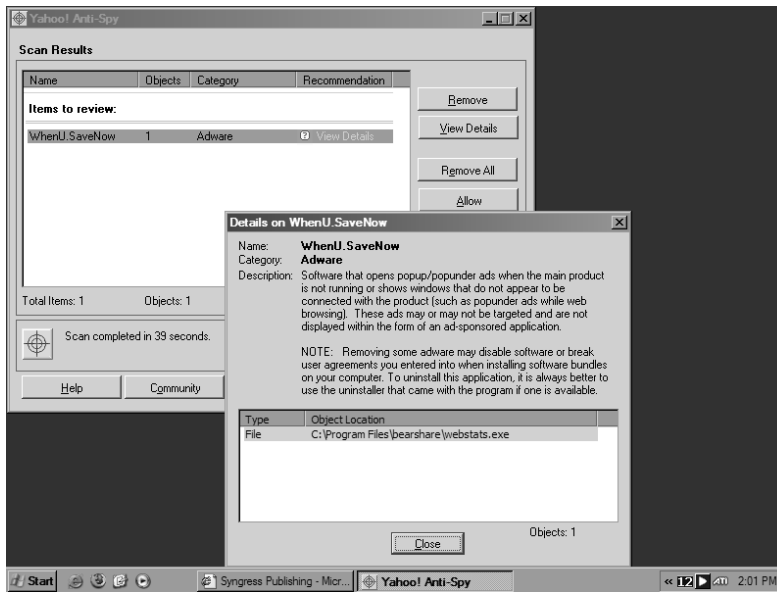 Yahoo! Anti-Spy
Scan Results
Name Objects Category Recommendation
Items to review:
WhenU.SaveNow 1 Adware View Details
Remove
View Details
Remove All
Allow
Total Items: 1 Objects: 1
Scan completed in 39 seconds.
Help Community
Details on WhenU.SaveNow
Name: WhenU.SaveNow
Category: Adware
Description: Software that opens popup/popunder ads when the main product
is not running or shows windows that do not appear to be
connected with the product (such as popunder ads while web
browsing). These ads may or may not be targeted and are not
displayed within the form of an ad-sponsored application.
NOTE: Removing some adware may disable software or break
user agreements you entered into when installing software bundles
on your computer. To uninstall this application, it is always better to
use the uninstaller that came with the program if one is available.
Type Object Location
File C:\Program Files\bearshare\webstats.exe
Objects: 1
Close
Start Syngress Publishing - Micr... Yahoo! Anti-Spy « 12 2:01 PM